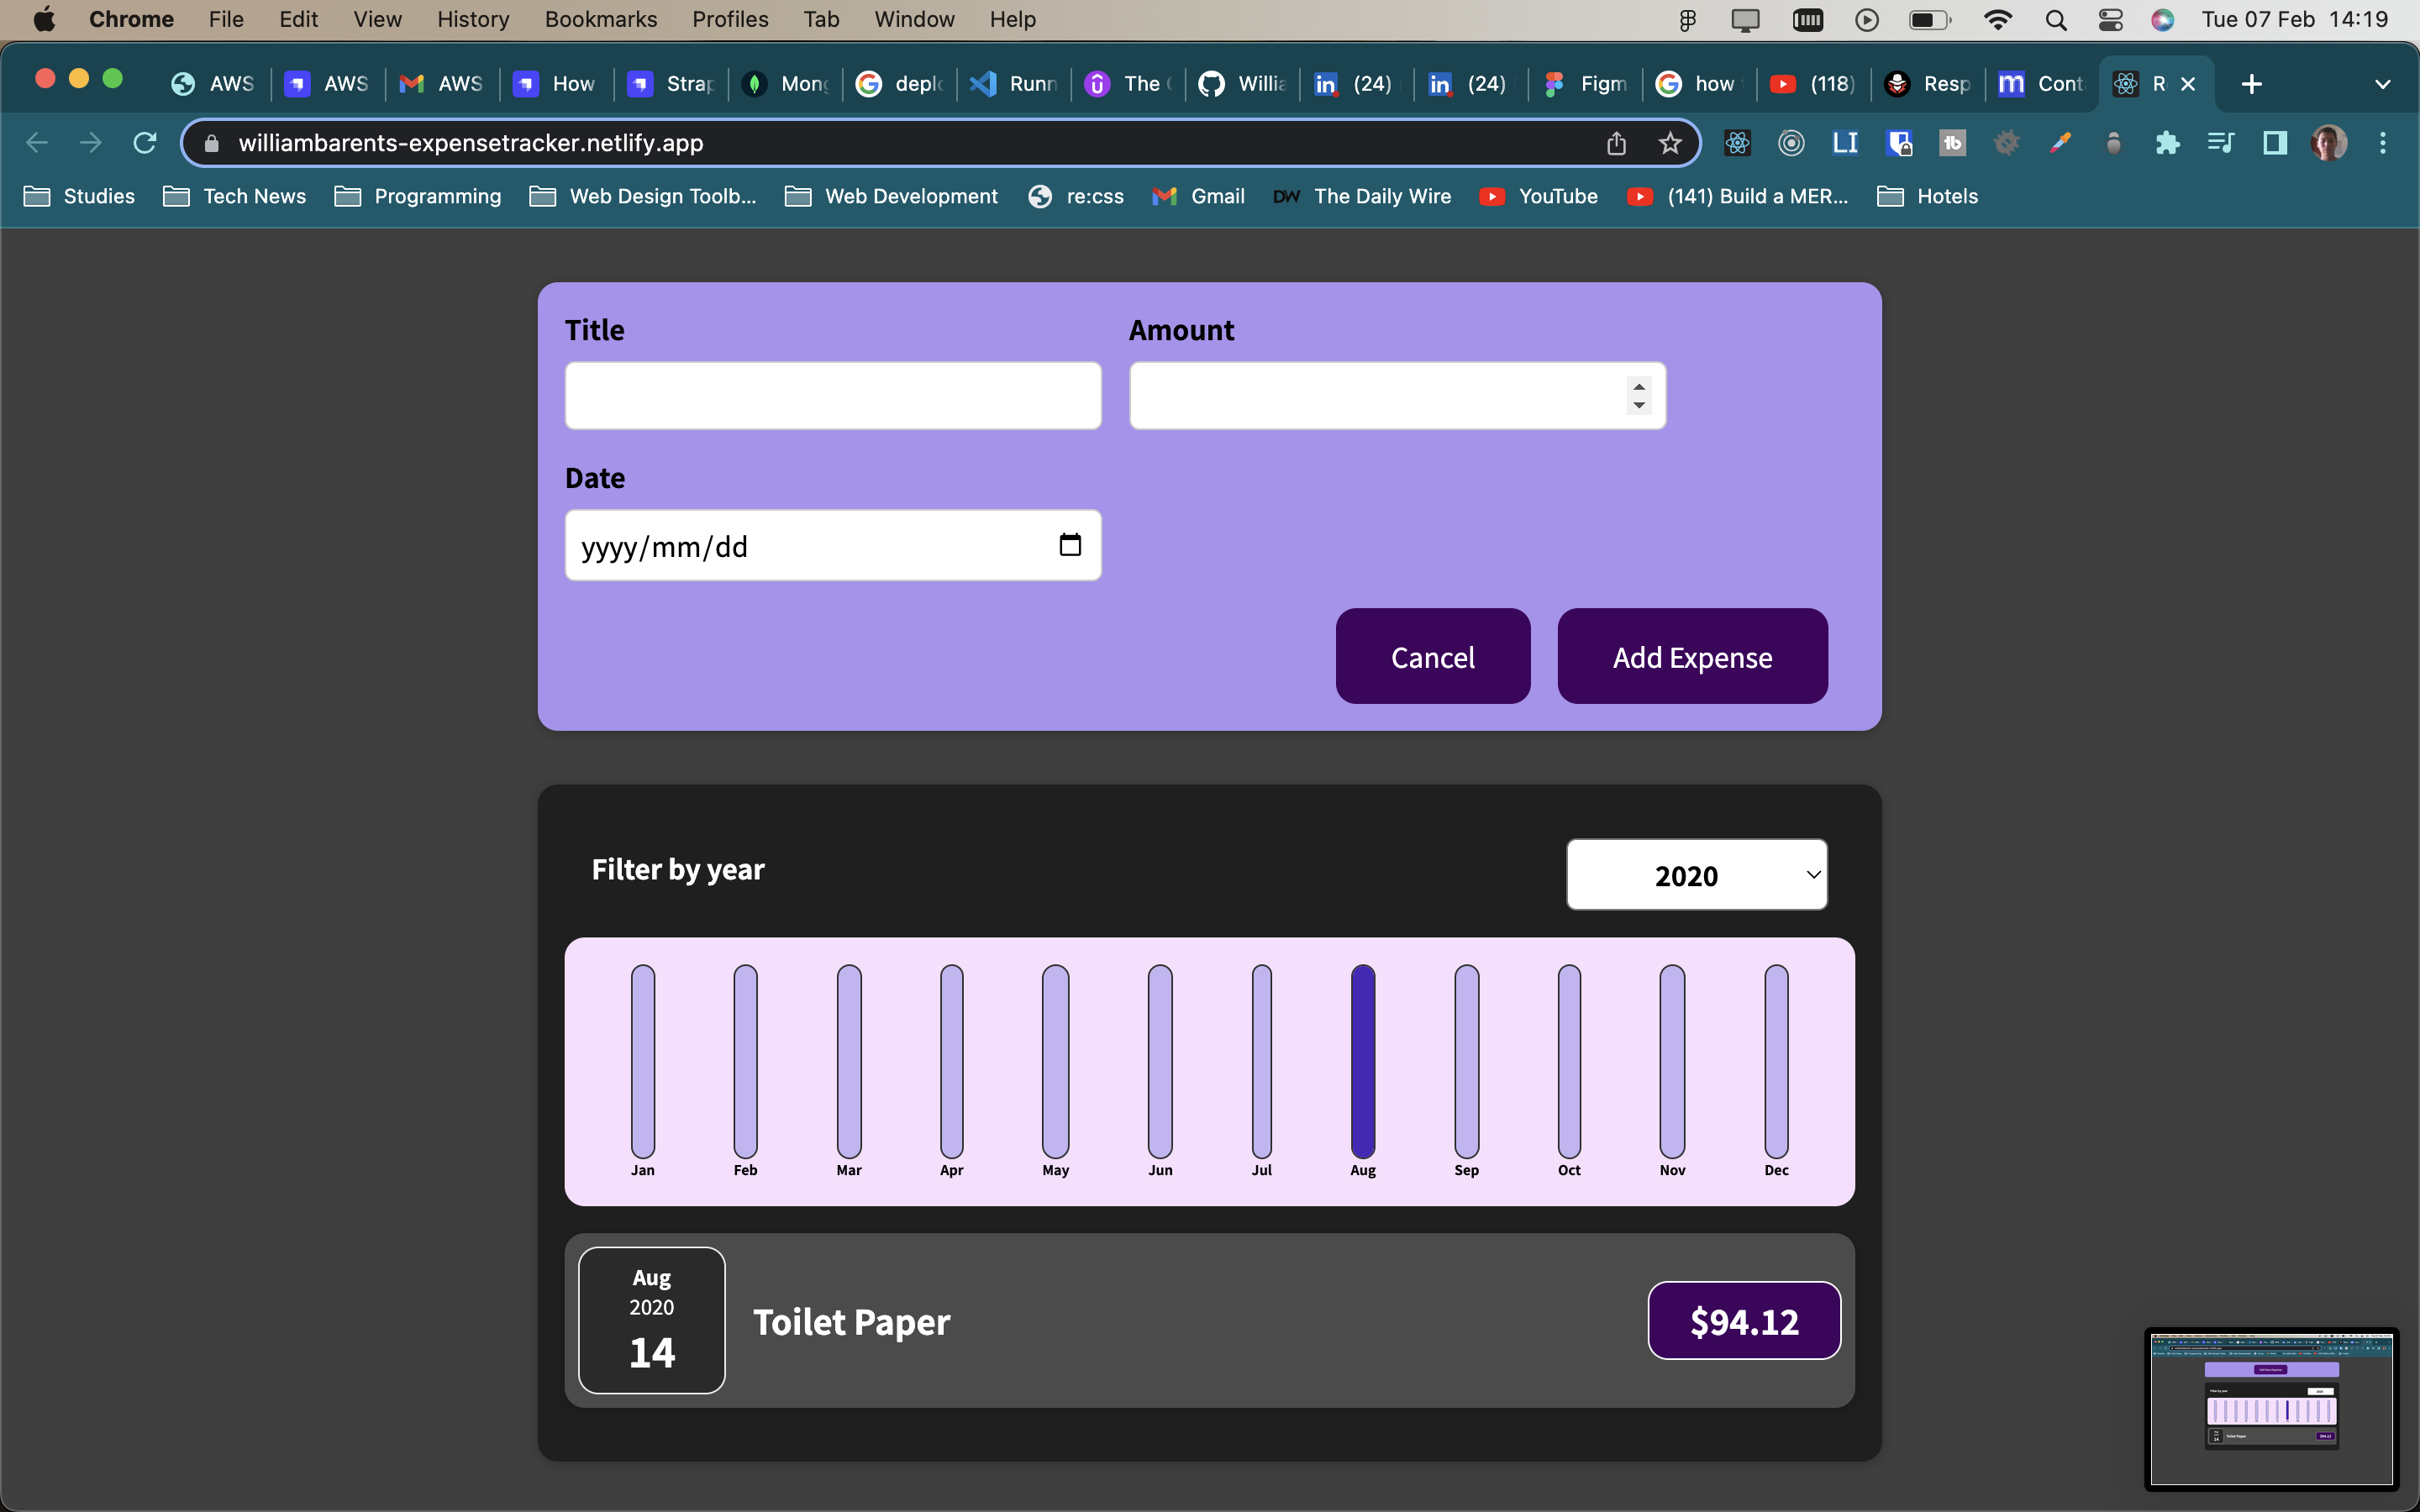 Chrome File Edit View History Bookmarks Profiles Tab Window Help Tue 07 Feb 14:19
AWS AWS AWS How Strap Mong deplo Runn The Willia (24) (24) Figm how (118) Resp Cont R
williambarents-expensetracker.netlify.app
Studies Tech News Programming Web Design Toolb... Web Development re:css Gmail DW The Daily Wire YouTube (141) Build a MER... Hotels
Title Amount
Date
yyyy/mm/dd
Cancel Add Expense
Filter by year 2020
Jan Feb Mar Apr May Jun Jul Aug Sep Oct Nov Dec
Aug
2020
14
Toilet Paper $94.12